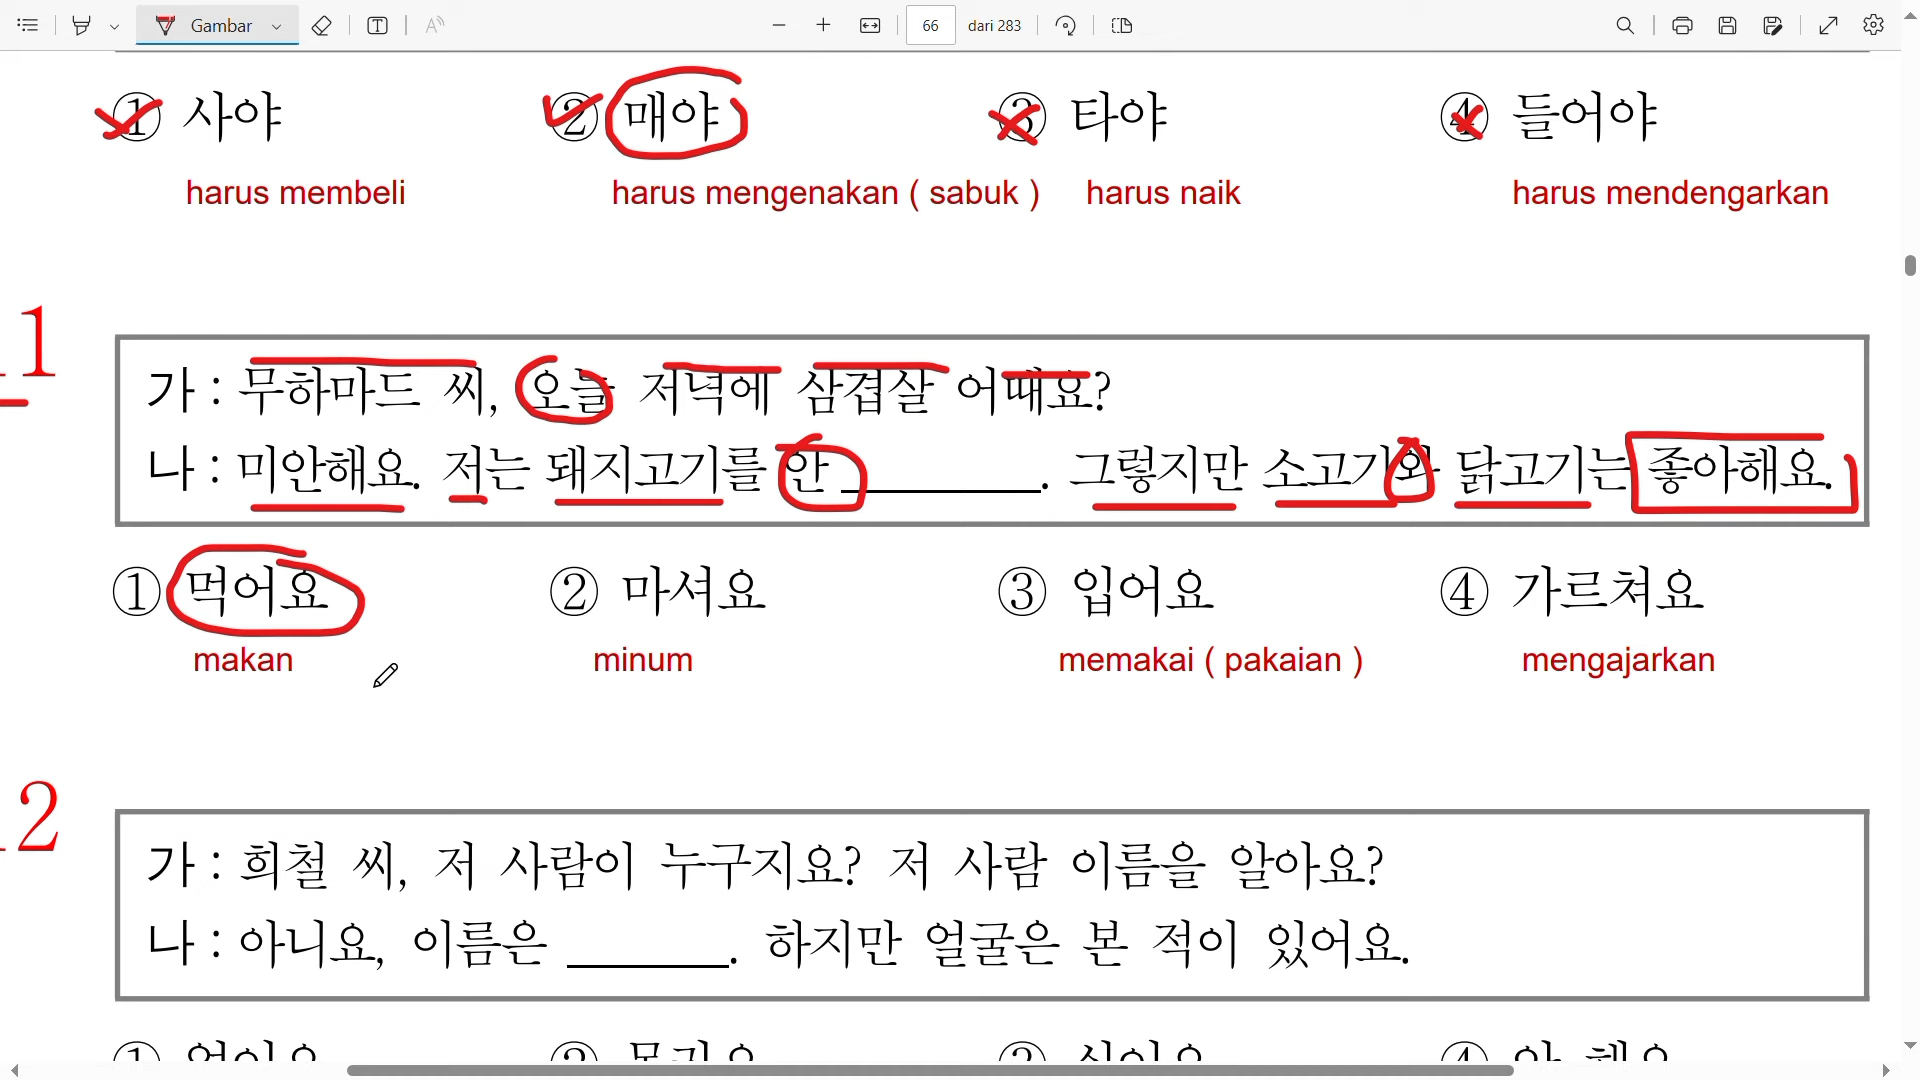 Gambar
66 dari 283
① 사야 ② 매야 ③ 타야 ④ 들어야
harus membeli harus mengenakan ( sabuk ) harus naik harus mendengarkan
11
가 : 무하마드 씨, 오늘 저녁에 삼겹살 어때요?
나 : 미안해요. 저는 돼지고기를 안 __________. 그렇지만 소고기와 닭고기는 좋아해요.
① 먹어요 ② 마셔요 ③ 입어요 ④ 가르쳐요
makan minum memakai ( pakaian ) mengajarkan
12
가 : 희철 씨, 저 사람이 누구지요? 저 사람 이름을 알아요?
나 : 아니요, 이름은 ________. 하지만 얼굴은 본 적이 있어요.